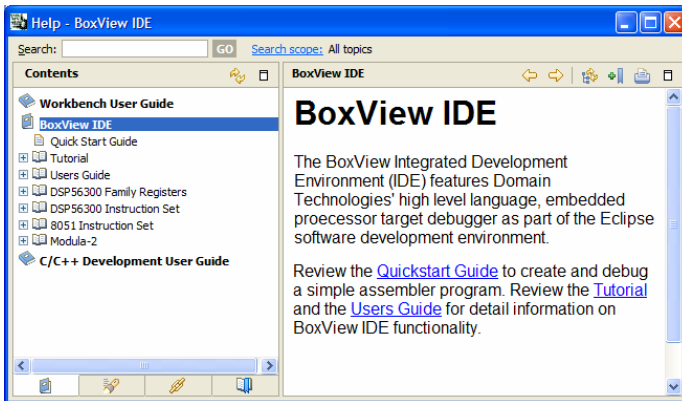 Help - BoxView IDE
Search: GO Search scope: All topics
Contents
BoxView IDE
Workbench User Guide
BoxView IDE
Quick Start Guide
Tutorial
Users Guide
DSP56300 Family Registers
DSP56300 Instruction Set
8051 Instruction Set
Modula-2
C/C++ Development User Guide
BoxView IDE
The BoxView Integrated Development
Environment (IDE) features Domain
Technologies' high level language, embedded
proecessor target debugger as part of the Eclipse
software development environment.
Review the Quickstart Guide to create and debug
a simple assembler program. Review the Tutorial
and the Users Guide for detail information on
BoxView IDE functionality.